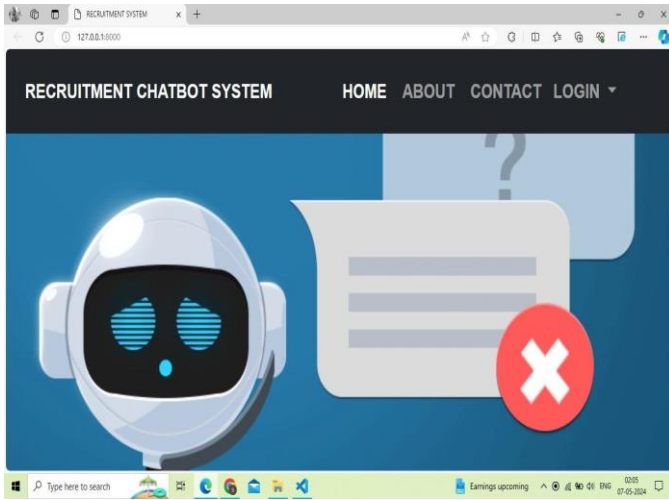 RECRUITMENT SYSTEM
127.0.0.1:8000
RECRUITMENT CHATBOT SYSTEM HOME ABOUT CONTACT LOGIN
?
Type here to search Earnings upcoming ENG 02:05
07-05-2024